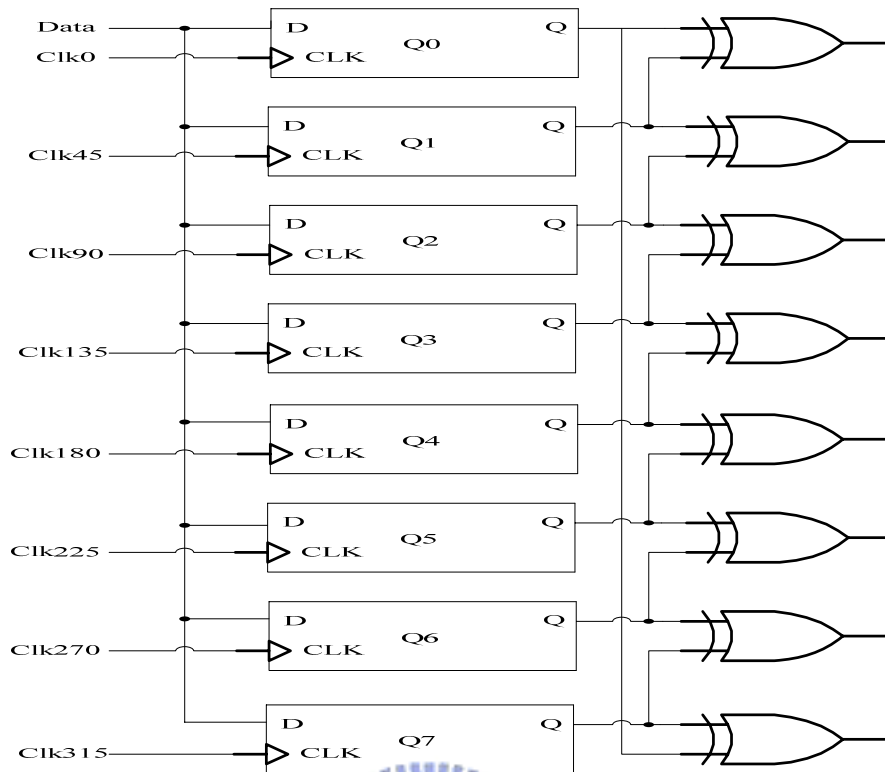 Data D Q0 Q
Clk0 CLK
D Q1 Q
Clk45 CLK
D Q2 Q
Clk90 CLK
D Q3 Q
Clk135 CLK
D Q4 Q
Clk180 CLK
D Q5 Q
Clk225 CLK
D Q6 Q
Clk270 CLK
D Q7 Q
Clk315 CLK